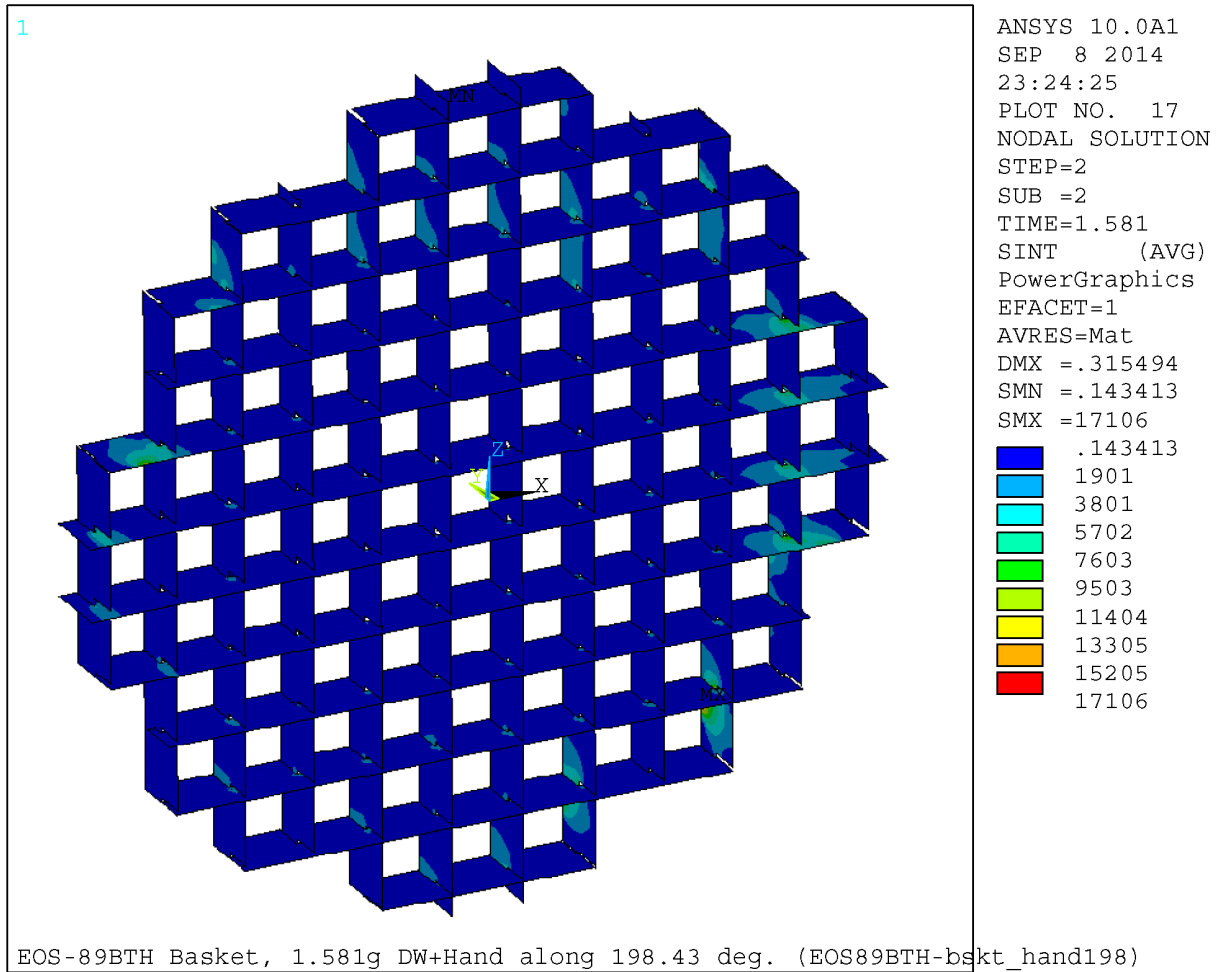 1
MN
Z
Y
X
MX
EOS-89BTH Basket, 1.581g DW+Hand along 198.43 deg. (EOS89BTH-bskt_hand198)
ANSYS 10.0A1
SEP  8 2014
23:24:25
PLOT NO.  17
NODAL SOLUTION
STEP=2
SUB =2
TIME=1.581
SINT     (AVG)
PowerGraphics
EFACET=1
AVRES=Mat
DMX =.315494
SMN =.143413
SMX =17106
.143413
1901
3801
5702
7603
9503
11404
13305
15205
17106